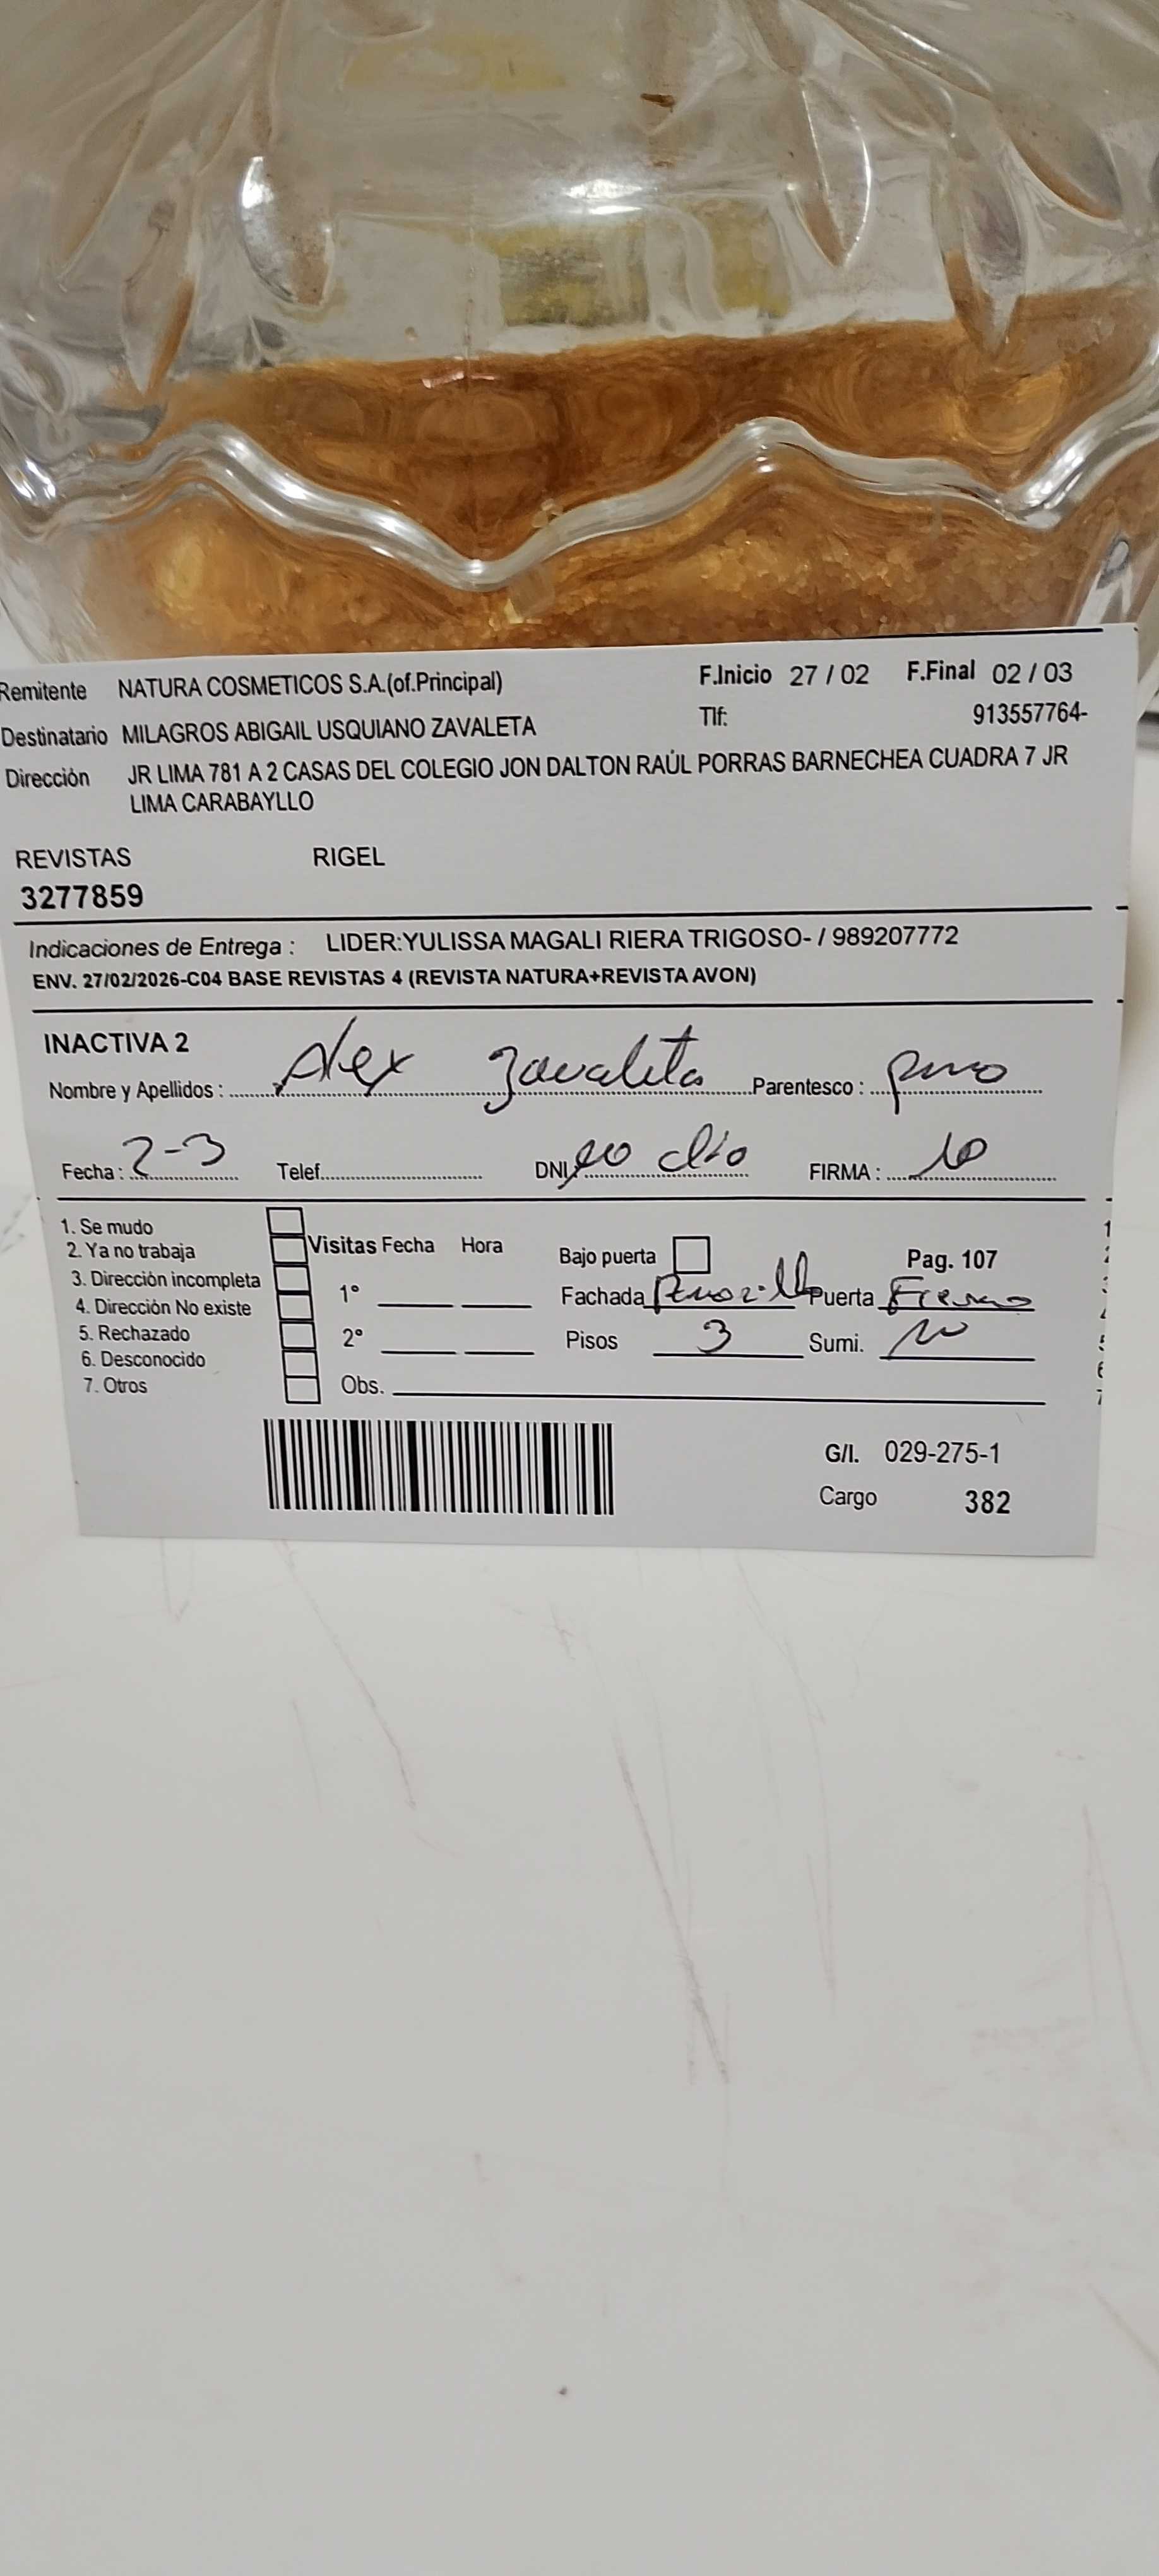 Remitente NATURA COSMETICOS S.A.(of.Principal) F.Inicio 27 / 02 F.Final 02 / 03
Destinatario MILAGROS ABIGAIL USQUIANO ZAVALETA Tlf: 913557764-
Dirección JR LIMA 781 A 2 CASAS DEL COLEGIO JON DALTON RAÚL PORRAS BARNECHEA CUADRA 7 JR
LIMA CARABAYLLO
REVISTAS RIGEL
3277859
Indicaciones de Entrega : LIDER:YULISSA MAGALI RIERA TRIGOSO- / 989207772
ENV. 27/02/2026-C04 BASE REVISTAS 4 (REVISTA NATURA+REVISTA AVON)
INACTIVA 2
Nombre y Apellidos : Alex Zavaleta Parentesco :
Fecha : 2-3 Telef. DNI no dio FIRMA :
1. Se mudo
2. Ya no trabaja Visitas Fecha Hora Bajo puerta Pag. 107
3. Dirección incompleta 1° Fachada Puerta
4. Dirección No existe
5. Rechazado 2° Pisos 3 Sumi. no
6. Desconocido
7. Otros Obs.
G/I. 029-275-1
Cargo 382